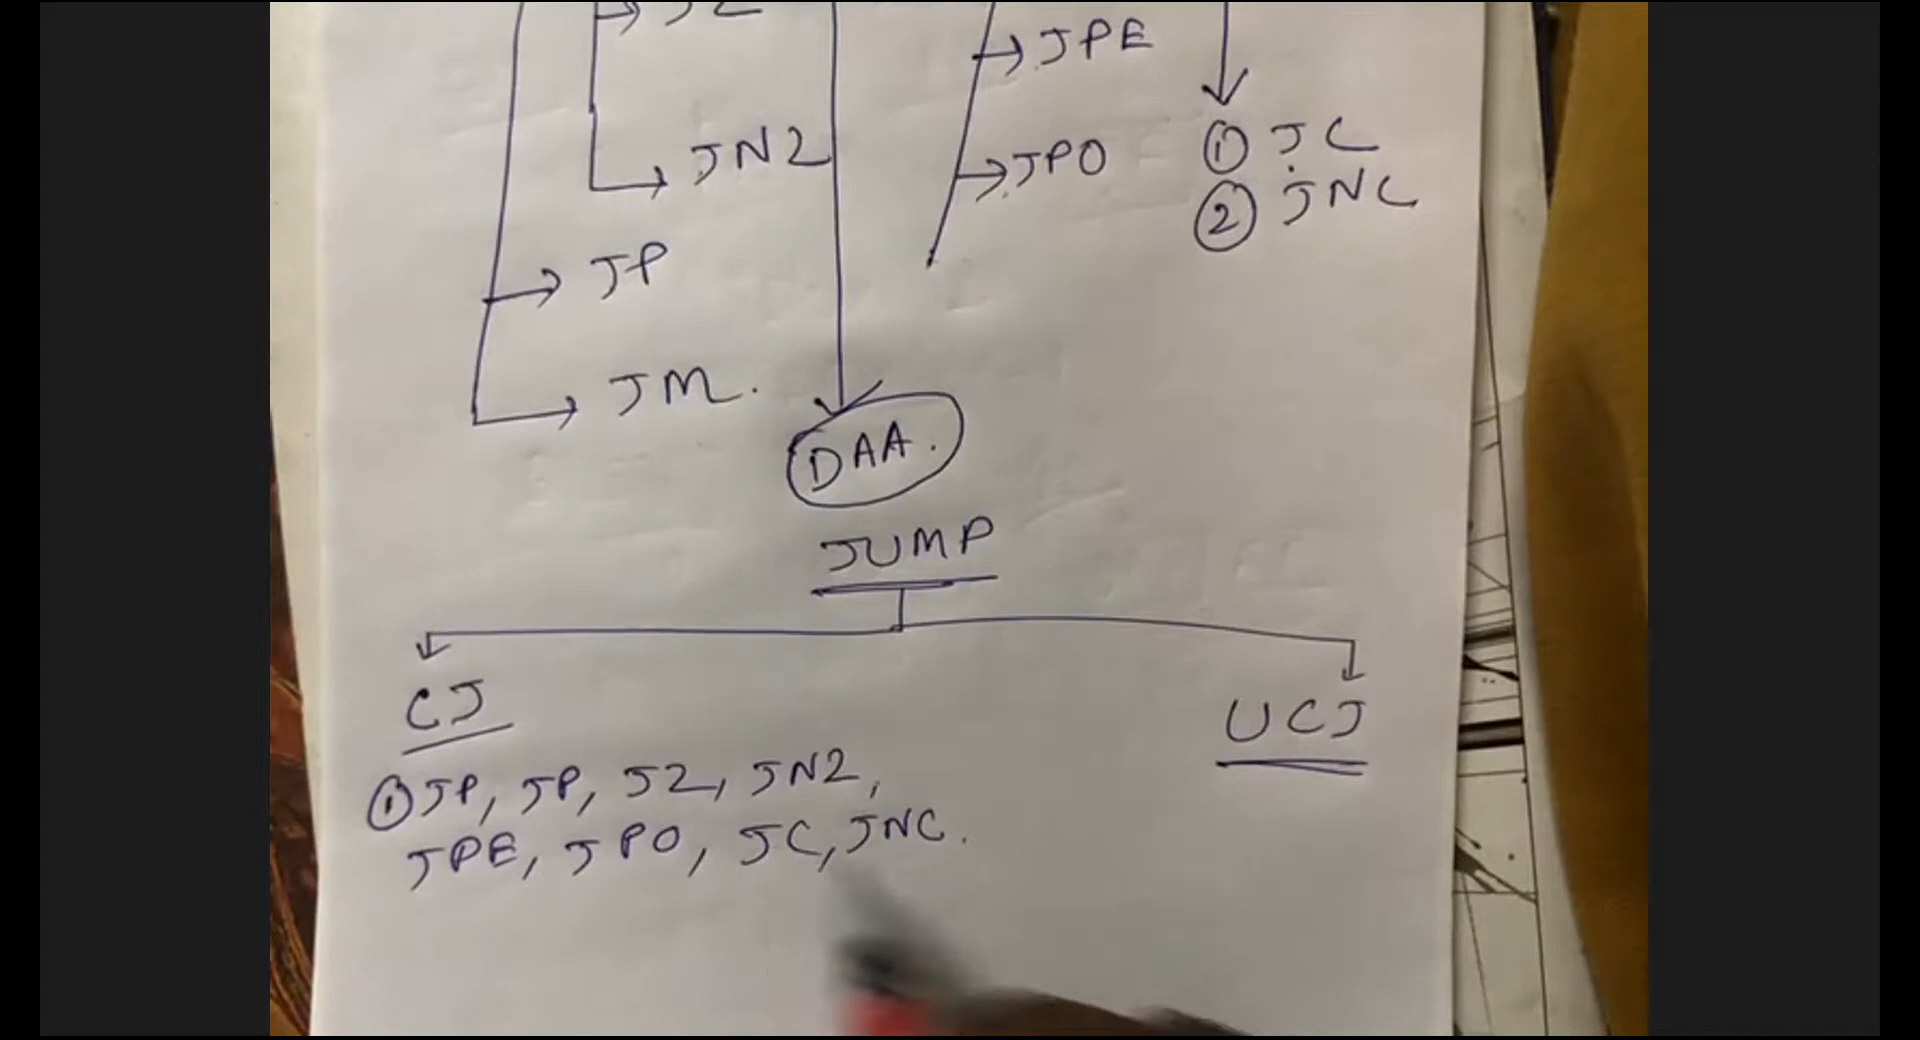 JZ
JPE
JN2
JPO
① JC
② JNC
JP
JM.
DAA.
JUMP
CJ
UCJ
① JP, JP, J2, JN2,
JPE, JPO, JC, JNC.